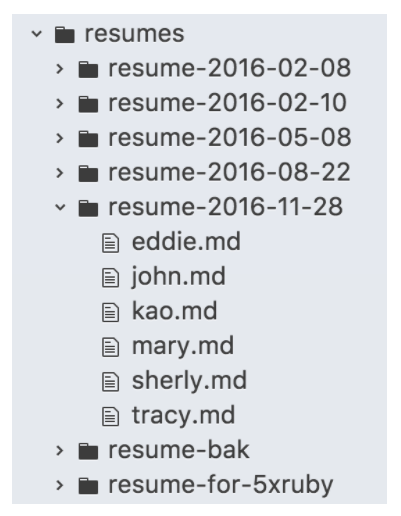 resumes
resume-2016-02-08
resume-2016-02-10
resume-2016-05-08
resume-2016-08-22
resume-2016-11-28
eddie.md
john.md
kao.md
mary.md
sherly.md
tracy.md
resume-bak
resume-for-5xruby